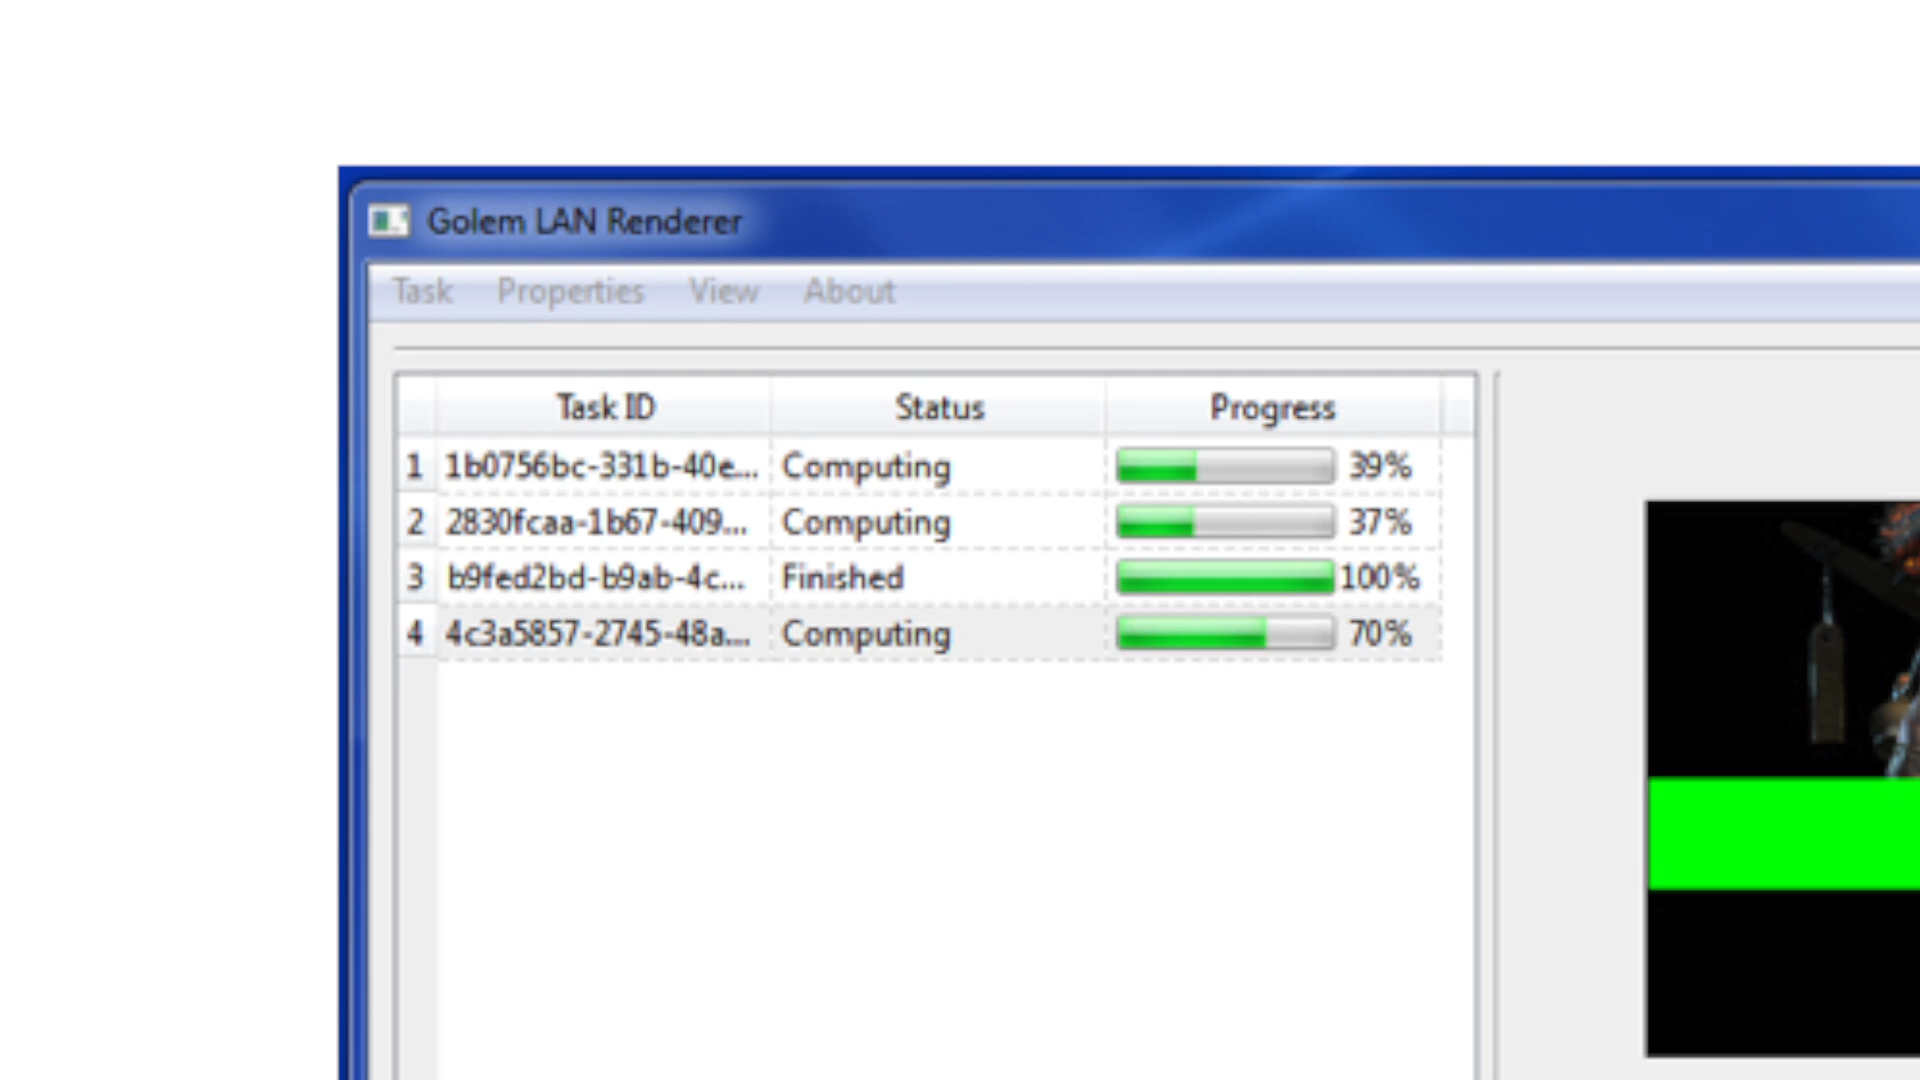 Golem LAN Renderer
Task Properties View About
Task ID Status Progress
1 1b0756bc-331b-40e... Computing 39%
2 2830fcaa-1b67-409... Computing 37%
3 b9fed2bd-b9ab-4c... Finished 100%
4 4c3a5857-2745-48a... Computing 70%